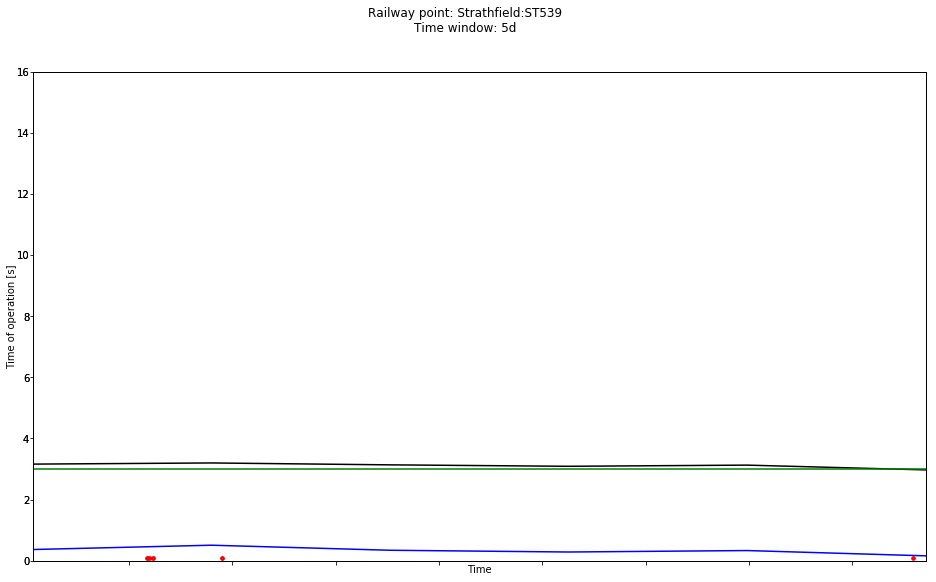 Railway point: Strathfield:ST539
Time window: 5d
16
14
12
10
8
6
4
2
0
Time of operation [s]
Time